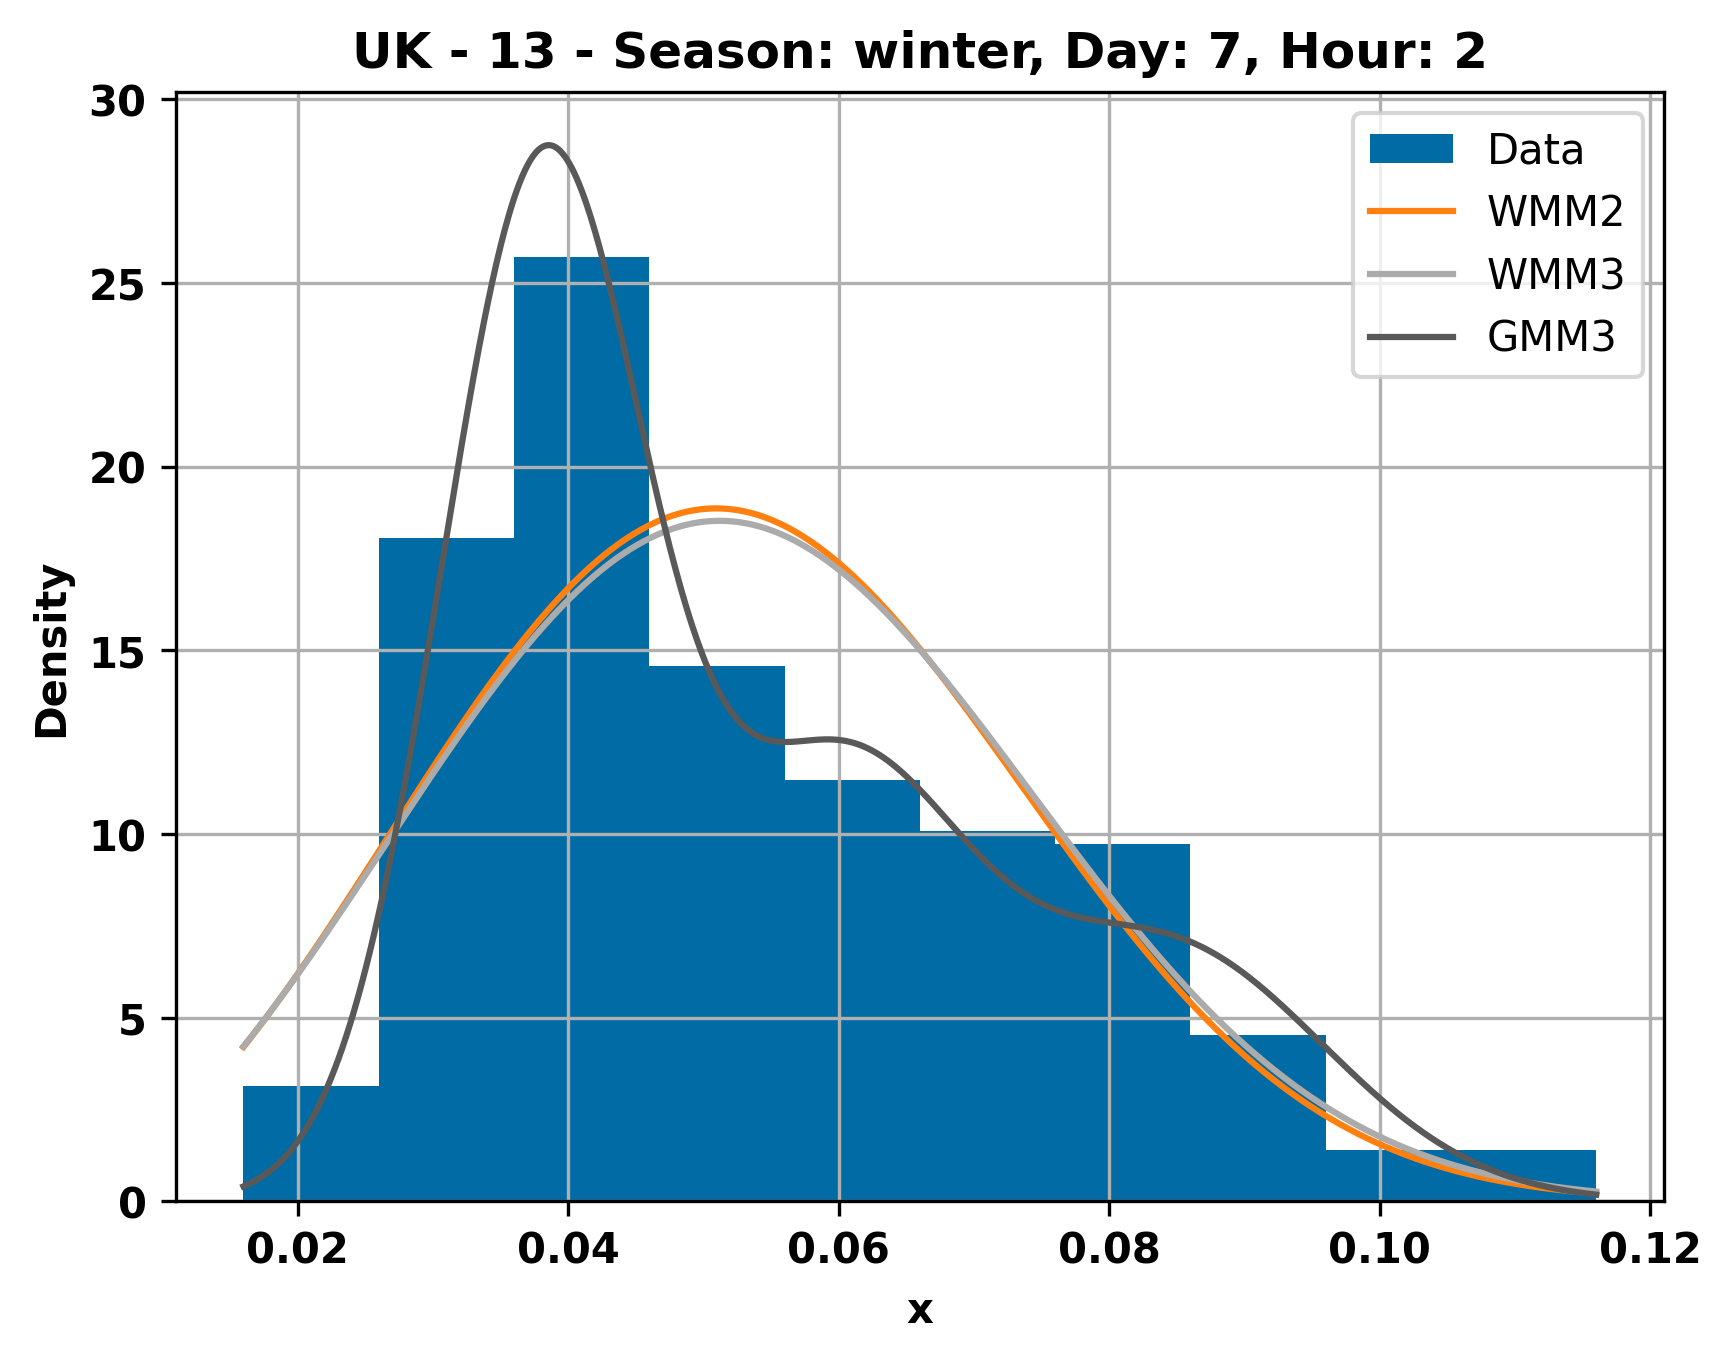 UK - 13 - Season: winter, Day: 7, Hour: 2
30
25
20
15
10
5
0
Density
Data
WMM2
WMM3
GMM3
0.02 0.04 0.06 0.08 0.10 0.12
x